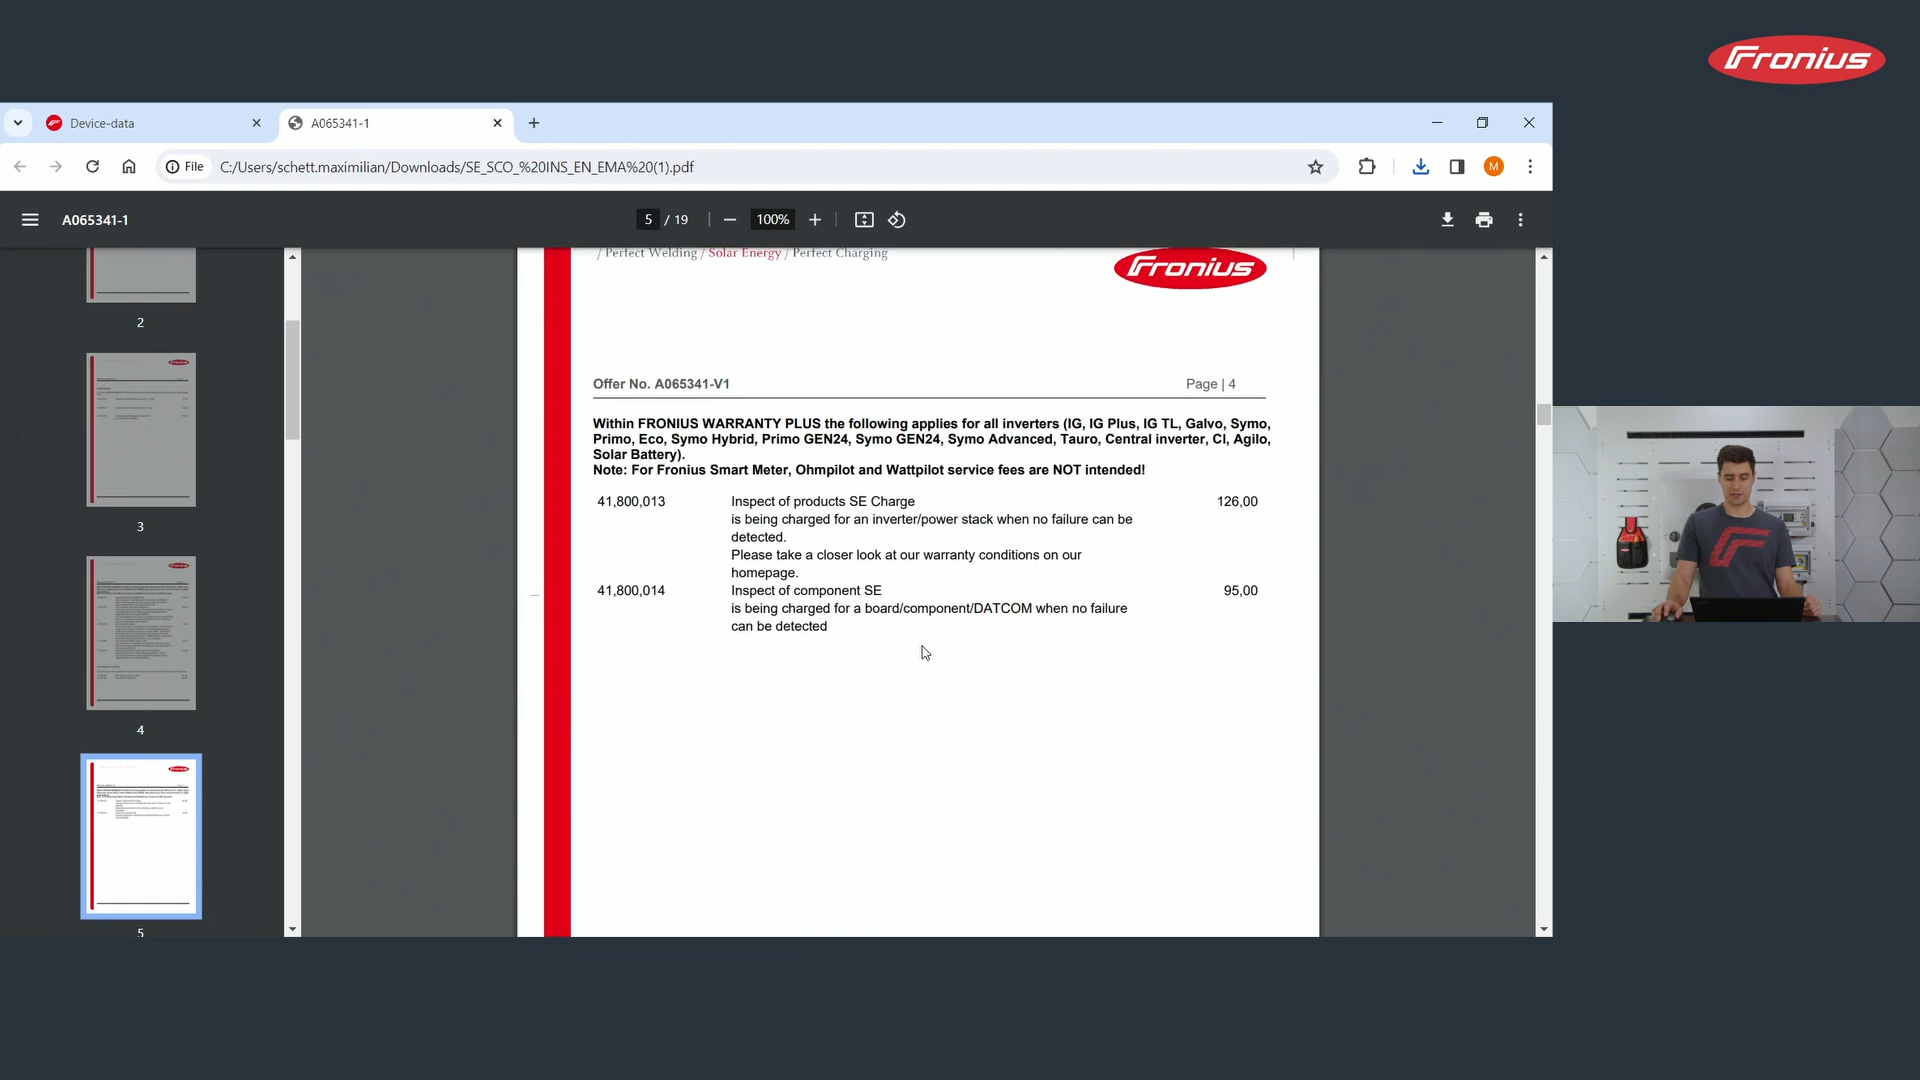 Fronius
Device-data
A065341-1
File
C:/Users/schett.maximilian/Downloads/SE_SCO_%20INS_EN_EMA%20(1).pdf
M
A065341-1
5 / 19
100%
/ Perfect Welding / Solar Energy / Perfect Charging
Fronius
2
3
4
5
Offer No. A065341-V1
Page | 4
Within FRONIUS WARRANTY PLUS the following applies for all inverters (IG, IG Plus, IG TL, Galvo, Symo,
Primo, Eco, Symo Hybrid, Primo GEN24, Symo GEN24, Symo Advanced, Tauro, Central inverter, CI, Agilo,
Solar Battery).
Note: For Fronius Smart Meter, Ohmpilot and Wattpilot service fees are NOT intended!
41,800,013 Inspect of products SE Charge 126,00
is being charged for an inverter/power stack when no failure can be
detected.
Please take a closer look at our warranty conditions on our
homepage.
41,800,014 Inspect of component SE 95,00
is being charged for a board/component/DATCOM when no failure
can be detected